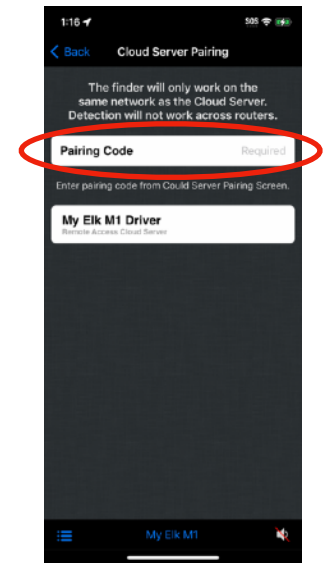 1:16 SOS
Back Cloud Server Pairing
The finder will only work on the
same network as the Cloud Server.
Detection will not work across routers.
Pairing Code Required
Enter pairing code from Could Server Pairing Screen.
My Elk M1 Driver
Remote Access Cloud Server
My Elk M1